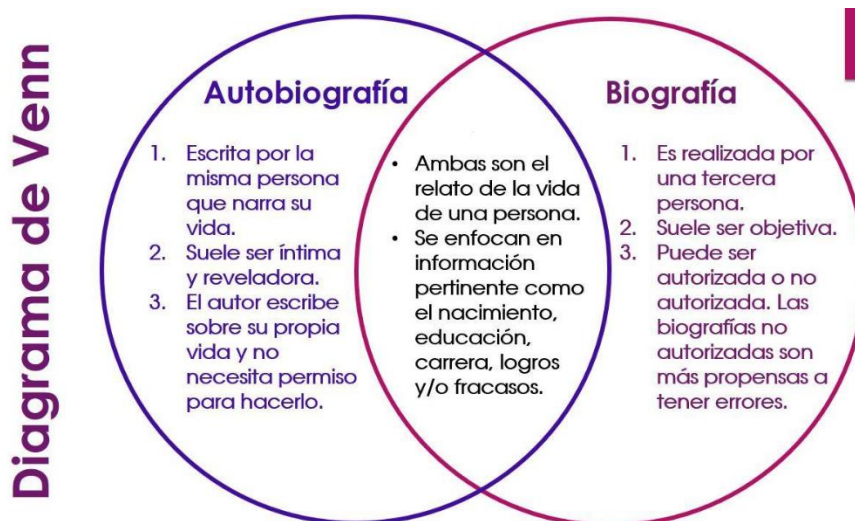 Diagrama de Venn
Autobiografía
1. Escrita por la
misma persona
que narra su
vida.
2. Suele ser íntima
y reveladora.
3. El autor escribe
sobre su propia
vida y no
necesita permiso
para hacerlo.
• Ambas son el
relato de la vida
de una persona.
• Se enfocan en
información
pertinente como
el nacimiento,
educación,
carrera, logros
y/o fracasos.
Biografía
1. Es realizada por
una tercera
persona.
2. Suele ser objetiva.
3. Puede ser
autorizada o no
autorizada. Las
biografías no
autorizadas son
más propensas a
tener errores.